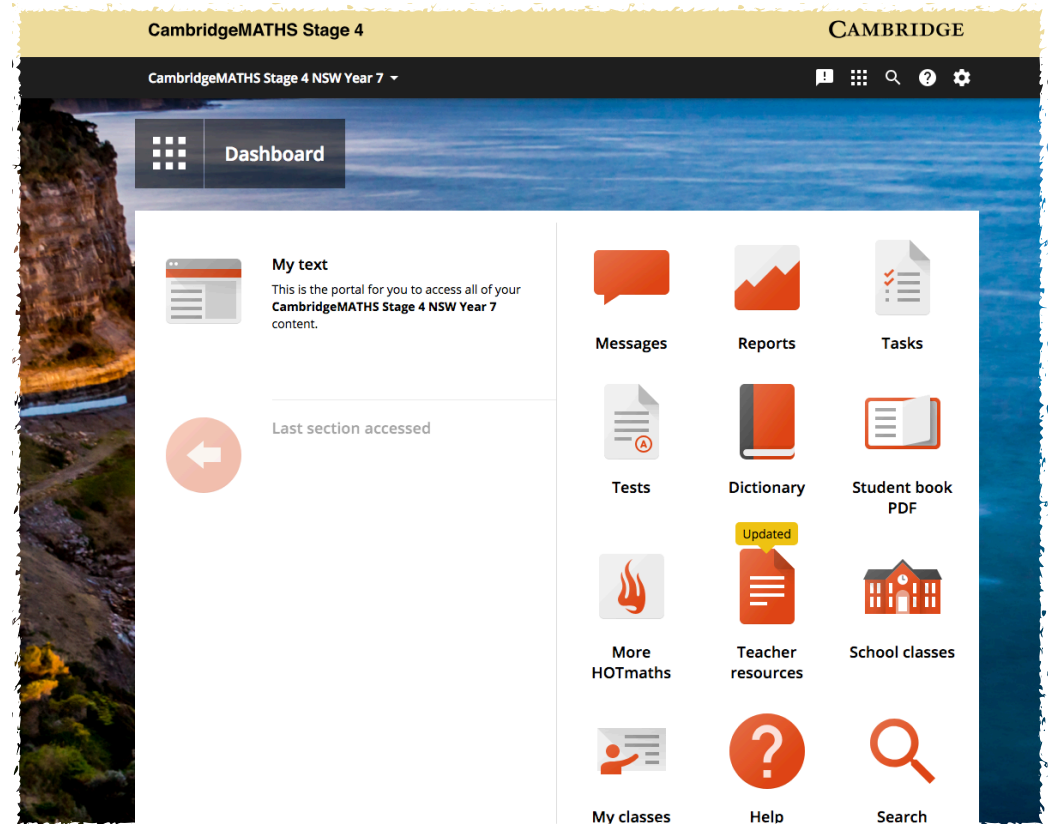 CambridgeMATHS Stage 4
CAMBRIDGE
CambridgeMATHS Stage 4 NSW Year 7
Dashboard
My text
This is the portal for you to access all of your
CambridgeMATHS Stage 4 NSW Year 7
content.
Last section accessed
Messages
Reports
Tasks
A
Tests
Dictionary
Student book
PDF
Updated
More
HOTmaths
Teacher
resources
School classes
My classes
Help
Search